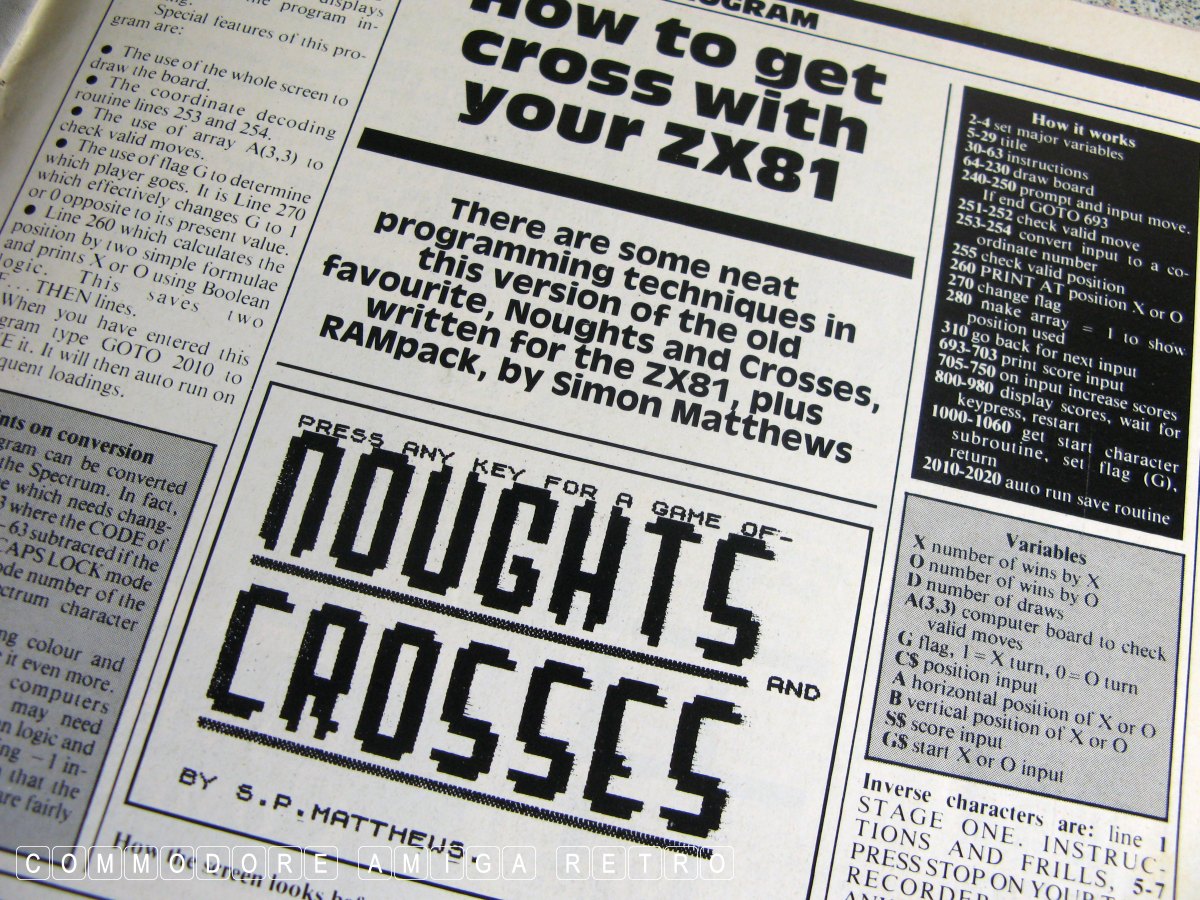 displays
the program in-
Special features of this pro-
gram are:
● The use of the whole screen to
draw the board.
● The coordinate decoding
routine lines 253 and 254.
● The use of array A(3,3) to
check valid moves.
● The use of flag G to determine
which player goes. It is Line 270
which effectively changes G to 1
or 0 opposite to its present value.
● Line 260 which calculates the
position by two simple formulae
and prints X or O using Boolean
logic. This saves two
F... THEN lines.
When you have entered this
gram type GOTO 2010 to
E it. It will then auto run on
quent loadings.
nts on conversion
gram can be converted
the Spectrum. In fact,
e which needs chang-
3 where the CODE of
–63 subtracted if the
CAPS LOCK mode
ode number of the
ectrum character
ng colour and
it even more.
computers
may need
n logic and
ng –1 in-
that the
are fairly
OGRAM
How to get
cross with
your ZX81
There are some neat
programming techniques in
this version of the old
favourite, Noughts and Crosses,
written for the ZX81, plus
RAMpack, by Simon Matthews
PRESS ANY KEY FOR A GAME OF-
NOUGHTS
AND
CROSSES
BY S.P.MATTHEWS.
How the screen looks
How it works
2-4 set major variables
5-29 title
30-63 instructions
64-230 draw board
240-250 prompt and input move.
If end GOTO 693
251-252 check valid move
253-254 convert input to a co-
ordinate number
255 check valid position
260 PRINT AT position X or O
270 change flag
280 make array = 1 to show
position used
310 go back for next input
693-703 print score input
705-750 on input increase scores
800-980 display scores, wait for
keypress, restart
1000-1060 get start character
subroutine, set flag (G),
return
2010-2020 auto run save routine
Variables
X number of wins by X
O number of wins by O
D number of draws
A(3,3) computer board to check
valid moves
G flag, 1 = X turn, 0 = O turn
C$ position input
A horizontal position of X or O
B vertical position of X or O
S$ score input
G$ start X or O input
Inverse characters are: line 1
STAGE ONE. INSTRUC-
TIONS AND FRILLS, 5-7
PRESS STOP ON YOUR T
RECORDER
COMMODORE AMIGA RETRO